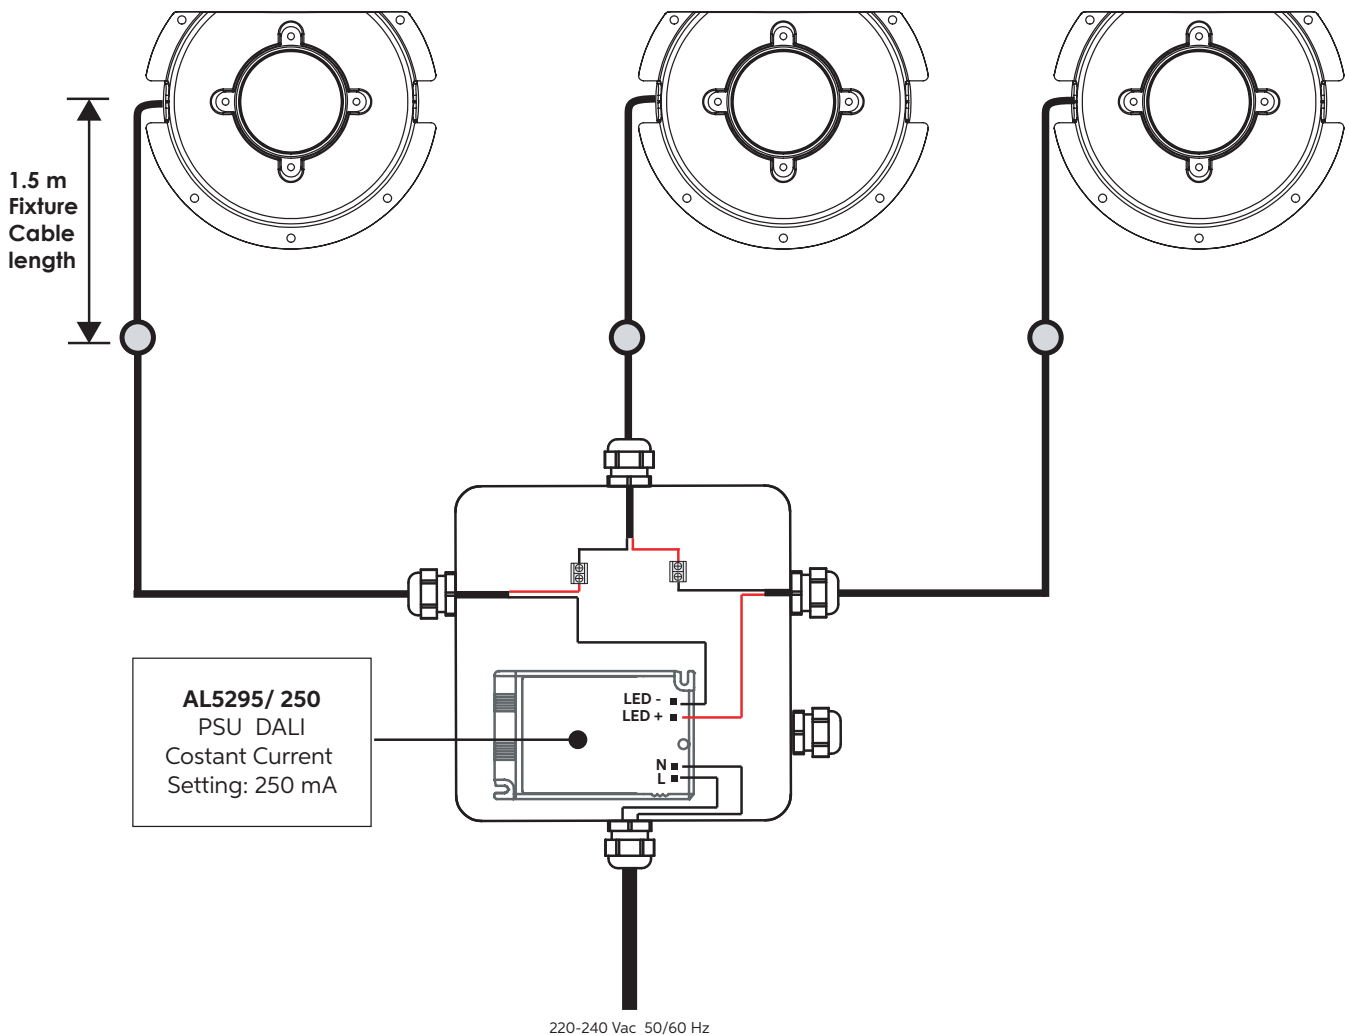 1.5 m
Fixture
Cable
length
LED -
LED +
AL5295/ 250
PSU DALI
Costant Current
Setting: 250 mA
N
L
220-240 Vac 50/60 Hz